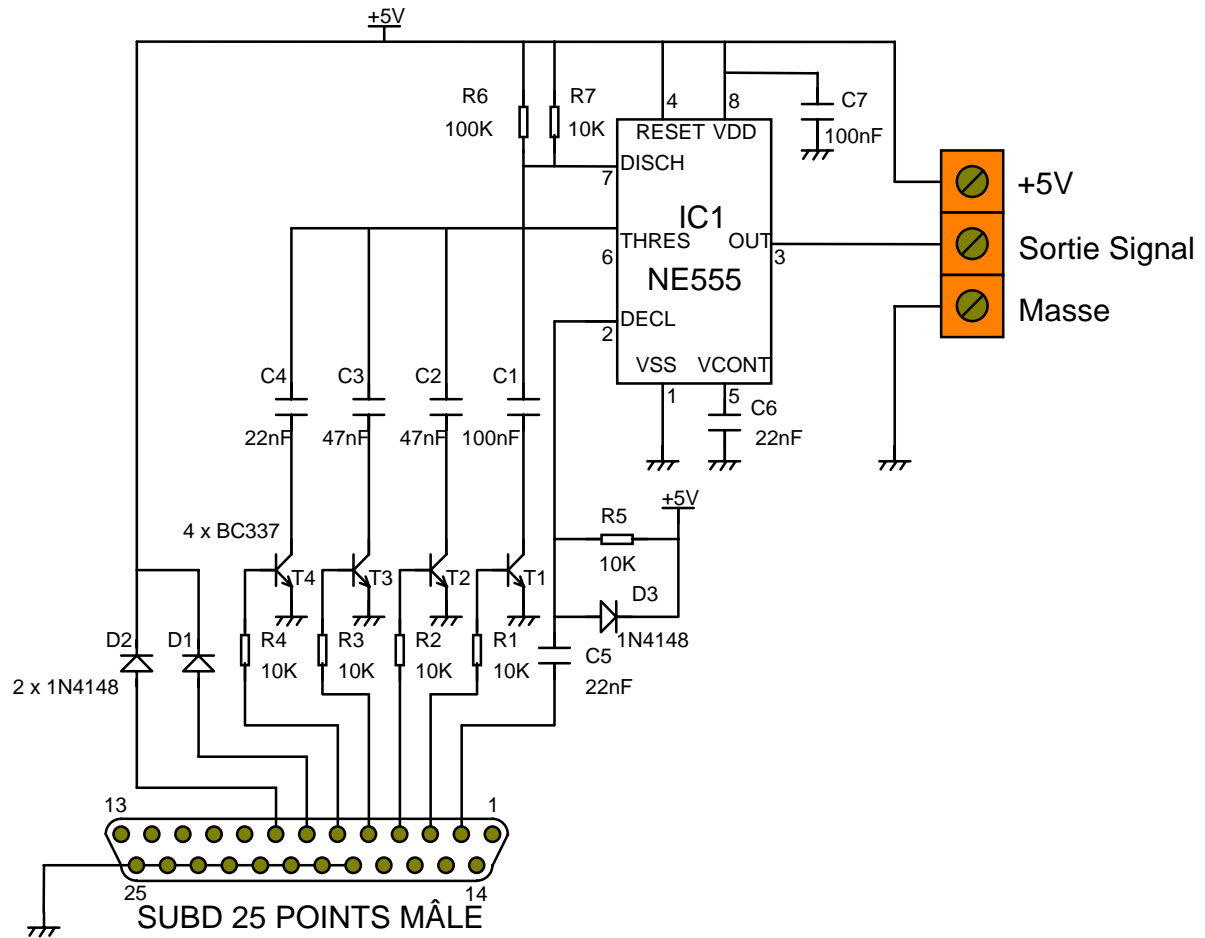 +5V
R6
100K
R7
10K
4
8
RESET
VDD
C7
100nF
7
DISCH
IC1
THRES
OUT
6
3
NE555
DECL
2
VSS
VCONT
1
5
C6
22nF
+5V
Sortie Signal
Masse
C4
22nF
C3
47nF
C2
47nF
C1
100nF
4 x BC337
T4
T3
T2
T1
+5V
R5
10K
D3
1N4148
D2
D1
2 x 1N4148
R4
10K
R3
10K
R2
10K
R1
10K
C5
22nF
13
1
25
14
SUBD 25 POINTS MÂLE